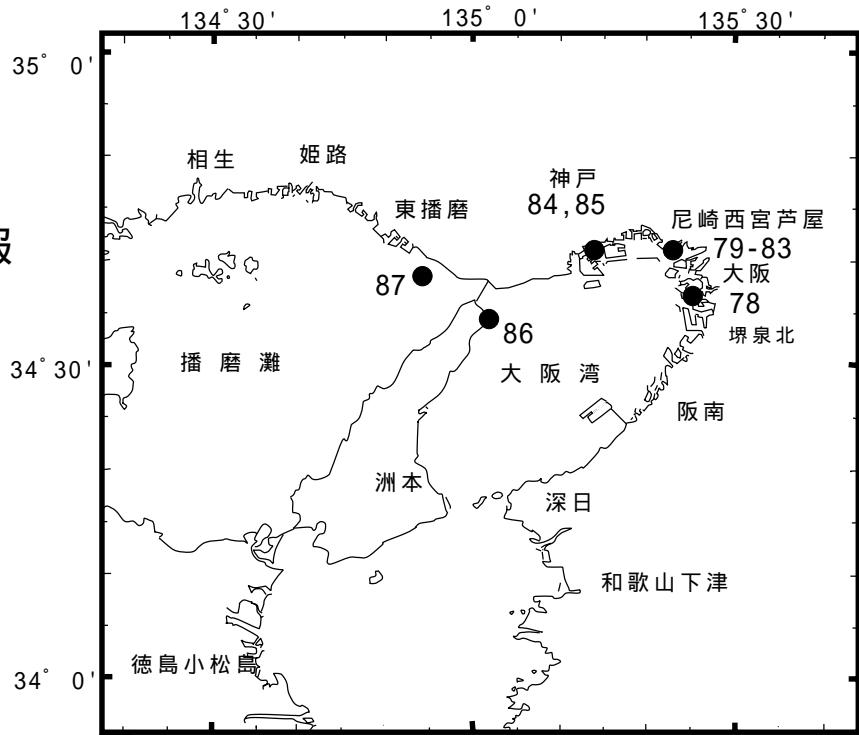 134°30'
135°0'
135°30'
35°0'
相生
姫路
神戸
84,85
東播磨
尼崎西宮芦屋
79-83
報
大阪
87
78
86
堺泉北
播磨灘
大阪湾
34°30'
阪南
洲本
深日
和歌山下津
徳島小松島
34°0'